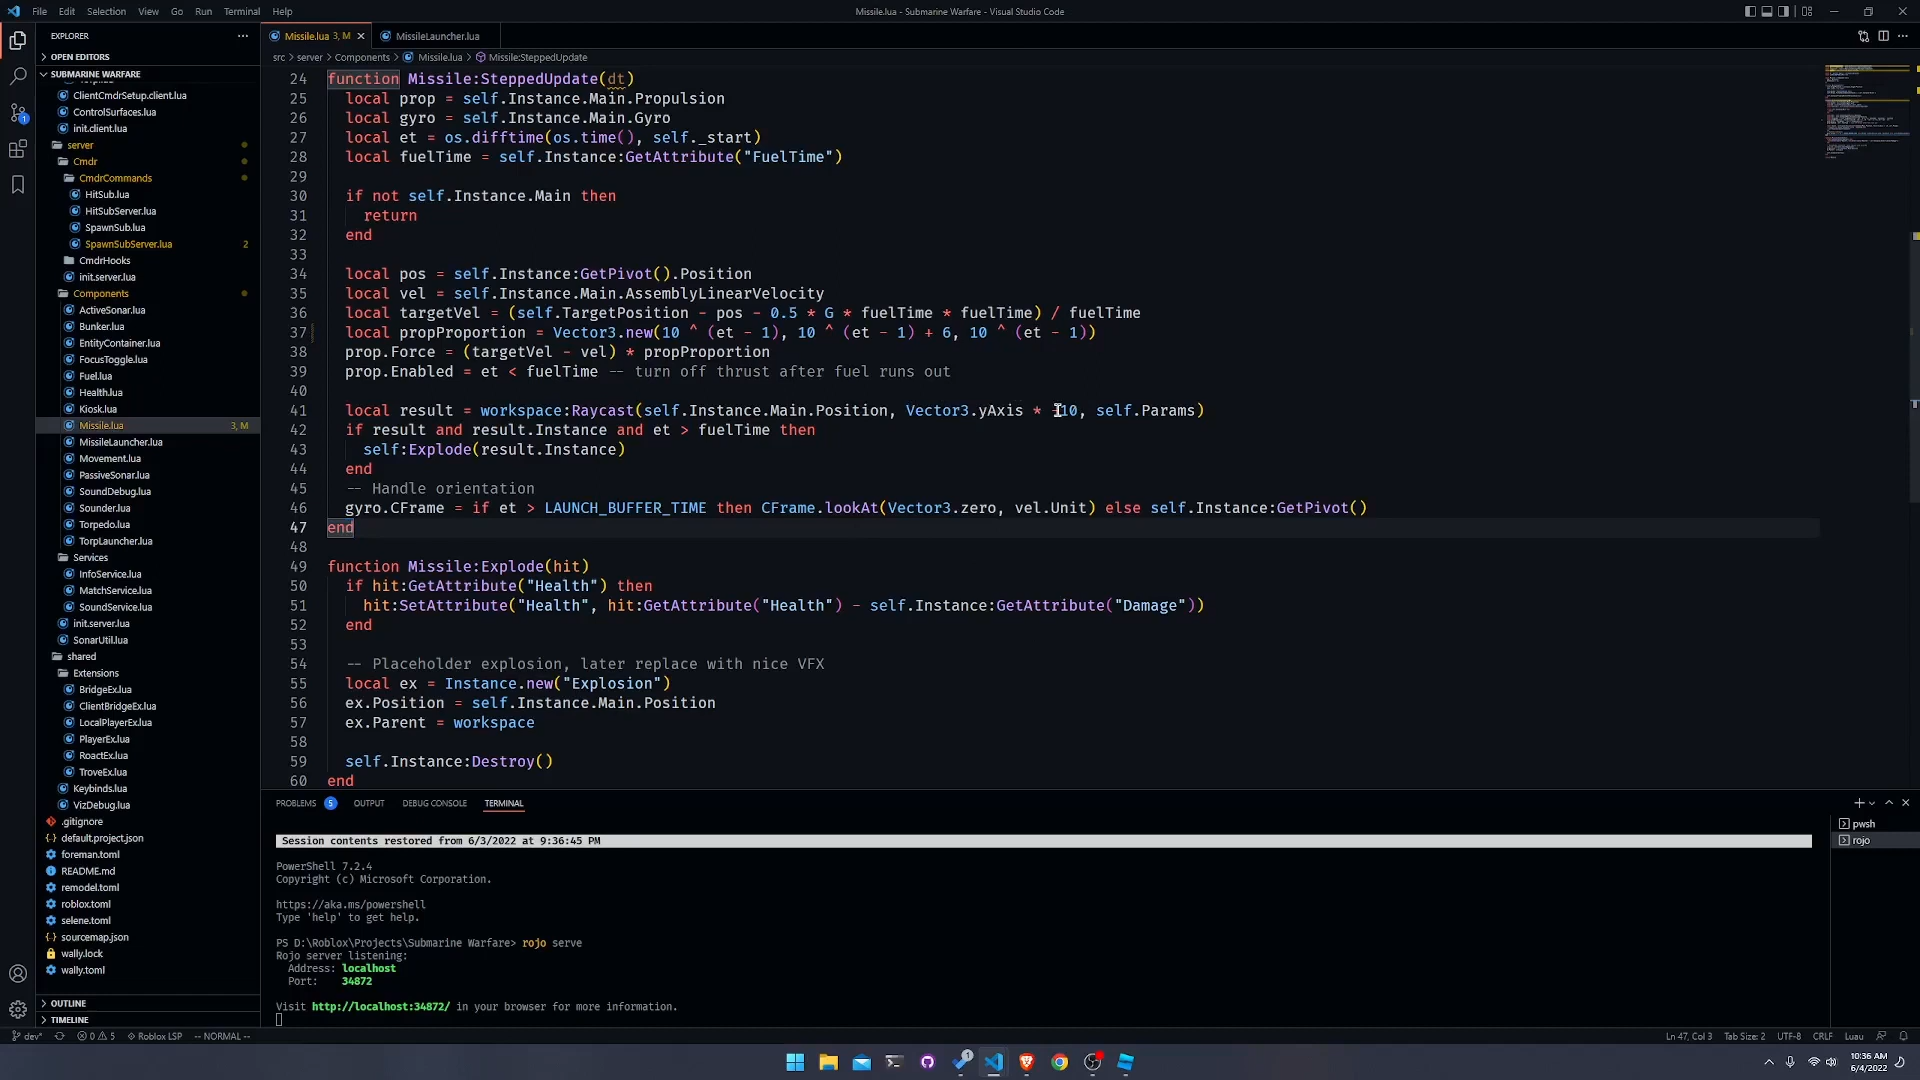 File Edit Selection View Go Run Terminal Help
Missile.lua - Submarine Warfare - Visual Studio Code
EXPLORER
OPEN EDITORS
SUBMARINE WARFARE
ClientCmdrSetup.client.lua
ControlSurfaces.lua
init.client.lua
server
Cmdr
CmdrCommands
HitSub.lua
HitSubServer.lua
SpawnSub.lua
SpawnSubServer.lua 2
CmdrHooks
init.server.lua
Components
ActiveSonar.lua
Bunker.lua
EntityContainer.lua
FocusToggle.lua
Fuel.lua
Health.lua
Kiosk.lua
Missile.lua 3, M
MissileLauncher.lua
Movement.lua
PassiveSonar.lua
SoundDebug.lua
Sounder.lua
Torpedo.lua
TorpLauncher.lua
Services
InfoService.lua
MatchService.lua
SoundService.lua
init.server.lua
SonarUtil.lua
shared
Extensions
BridgeEx.lua
ClientBridgeEx.lua
LocalPlayerEx.lua
PlayerEx.lua
RoactEx.lua
TroveEx.lua
Keybinds.lua
VizDebug.lua
.gitignore
default.project.json
foreman.toml
README.md
remodel.toml
roblox.toml
selene.toml
sourcemap.json
wally.lock
wally.toml
OUTLINE
TIMELINE
Missile.lua 3, M
MissileLauncher.lua
src > server > Components > Missile.lua > Missile:SteppedUpdate
24 function Missile:SteppedUpdate(dt)
25 local prop = self.Instance.Main.Propulsion
26 local gyro = self.Instance.Main.Gyro
27 local et = os.difftime(os.time(), self._start)
28 local fuelTime = self.Instance:GetAttribute("FuelTime")
29
30 if not self.Instance.Main then
31 return
32 end
33
34 local pos = self.Instance:GetPivot().Position
35 local vel = self.Instance.Main.AssemblyLinearVelocity
36 local targetVel = (self.TargetPosition - pos - 0.5 * G * fuelTime * fuelTime) / fuelTime
37 local propProportion = Vector3.new(10 ^ (et - 1), 10 ^ (et - 1) + 6, 10 ^ (et - 1))
38 prop.Force = (targetVel - vel) * propProportion
39 prop.Enabled = et < fuelTime -- turn off thrust after fuel runs out
40
41 local result = workspace:Raycast(self.Instance.Main.Position, Vector3.yAxis * -10, self.Params)
42 if result and result.Instance and et > fuelTime then
43 self:Explode(result.Instance)
44 end
45 -- Handle orientation
46 gyro.CFrame = if et > LAUNCH_BUFFER_TIME then CFrame.lookAt(Vector3.zero, vel.Unit) else self.Instance:GetPivot()
47 end
48
49 function Missile:Explode(hit)
50 if hit:GetAttribute("Health") then
51 hit:SetAttribute("Health", hit:GetAttribute("Health") - self.Instance:GetAttribute("Damage"))
52 end
53
54 -- Placeholder explosion, later replace with nice VFX
55 local ex = Instance.new("Explosion")
56 ex.Position = self.Instance.Main.Position
57 ex.Parent = workspace
58
59 self.Instance:Destroy()
60 end
PROBLEMS 5 OUTPUT DEBUG CONSOLE TERMINAL
Session contents restored from 6/3/2022 at 9:36:45 PM
PowerShell 7.2.4
Copyright (c) Microsoft Corporation.
https://aka.ms/powershell
Type 'help' to get help.
PS D:\Roblox\Projects\Submarine Warfare> rojo serve
Rojo server listening:
Address: localhost
Port: 34872
Visit http://localhost:34872/ in your browser for more information.
pwsh
rojo
dev* 0 5 Roblox LSP -- NORMAL --
Ln 47, Col 3 Tab Size: 2 UTF-8 CRLF Luau
10:36 AM
6/4/2022